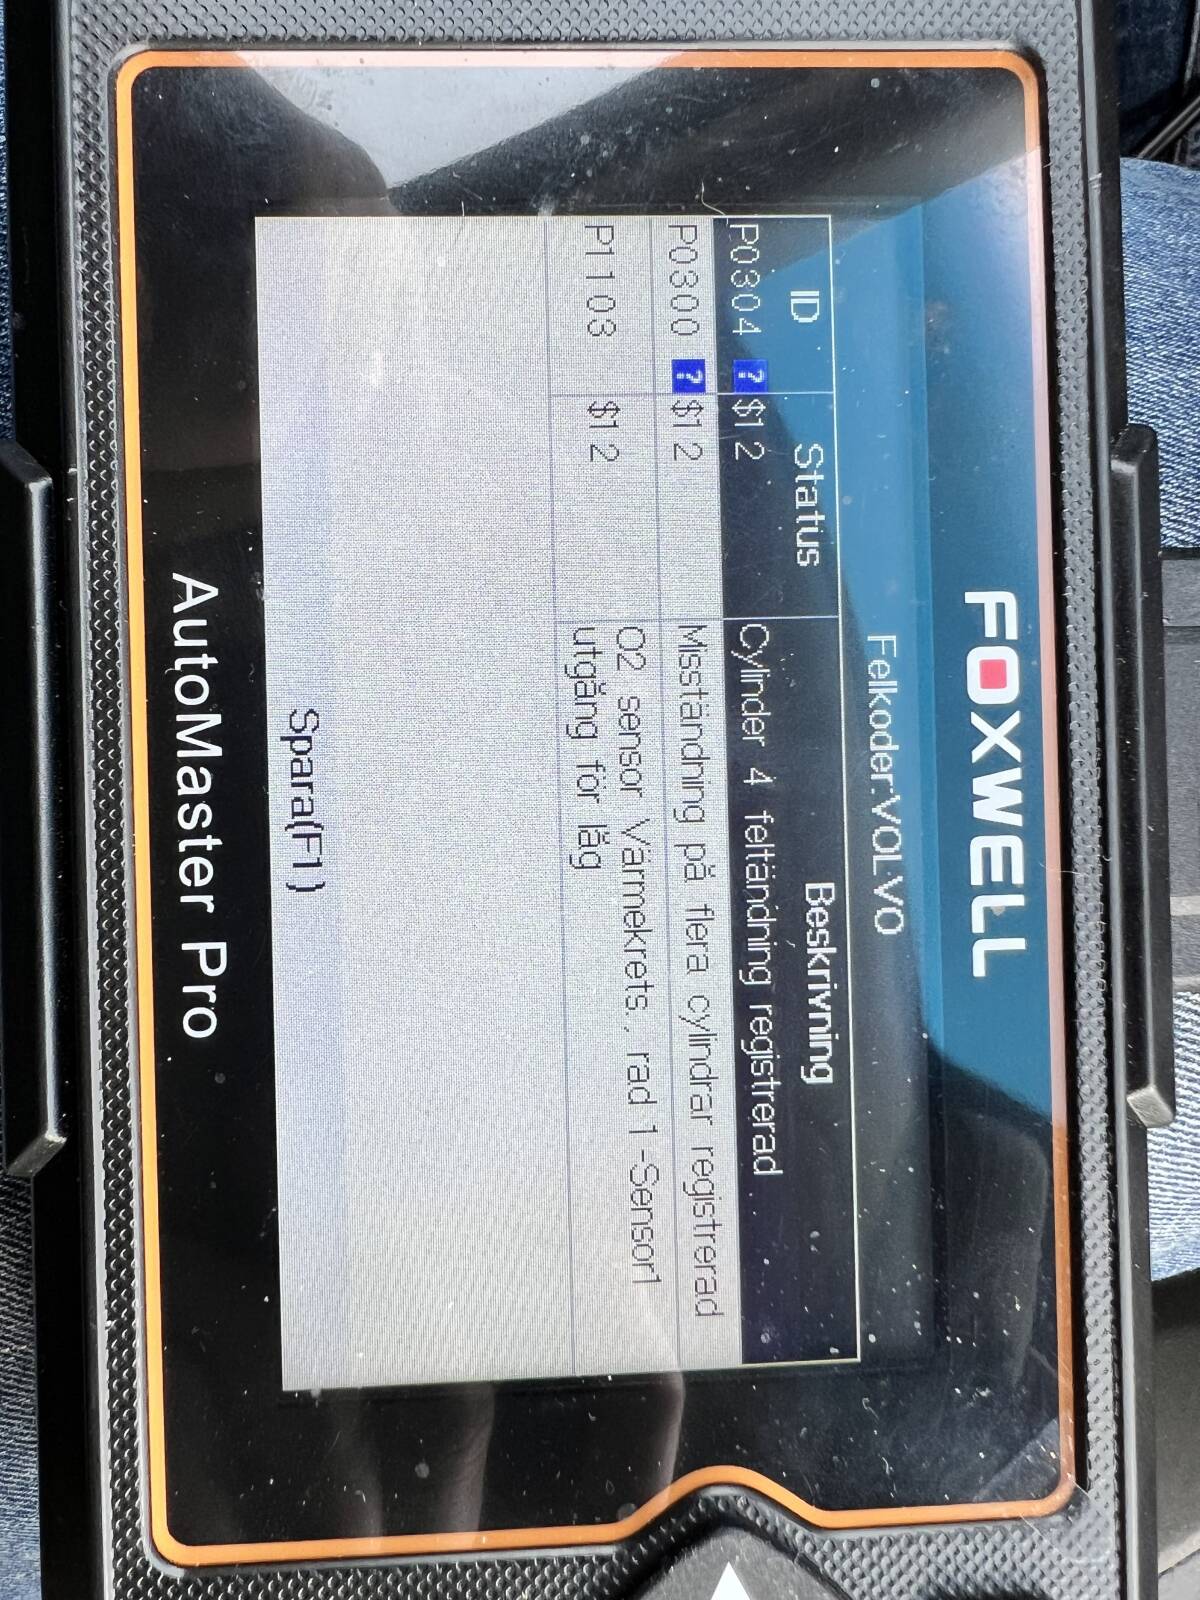 FOXWELL
Felkoder:VOLVO
ID Status Beskrivning
P0304 ? $12 Cylinder 4 feltändning registrerad
P0300 ? $12 Misständning på flera cylindrar registrerad
P1103 $12 O2 sensor Värmekrets., rad 1 -Sensor1
utgång för låg
Spara(F1)
AutoMaster Pro